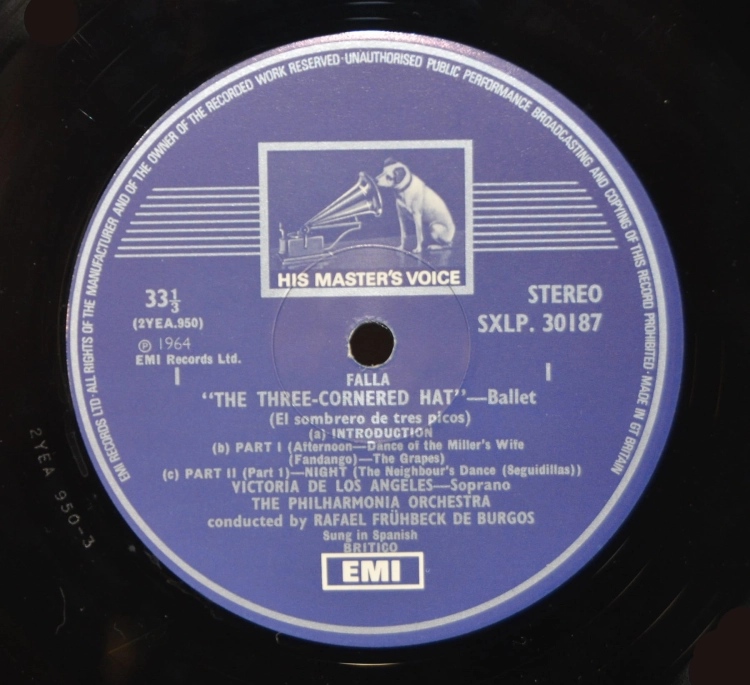 EMI RECORDS LTD·ALL RIGHTS OF THE MANUFACTURER AND OF THE OWNER OF THE RECORDED WORK RESERVED·UNAUTHORISED PUBLIC PERFORMANCE BROADCASTING AND COPYING OF THIS RECORD PROHIBITED·MADE IN GT BRITAIN
HIS MASTER'S VOICE
33⅓
STEREO
(2YEA.950)
SXLP. 30187
℗ 1964
EMI Records Ltd.
I
I
FALLA
"THE THREE-CORNERED HAT"—Ballet
(El sombrero de tres picos)
(a) INTRODUCTION
(b) PART I (Afternoon—Dance of the Miller's Wife
(Fandango)—The Grapes)
(c) PART II (Part 1)—NIGHT (The Neighbour's Dance (Seguidillas))
VICTORIA DE LOS ANGELES—Soprano
THE PHILHARMONIA ORCHESTRA
conducted by RAFAEL FRÜHBECK DE BURGOS
Sung in Spanish
BRITICO
EMI
2YEA 950-3